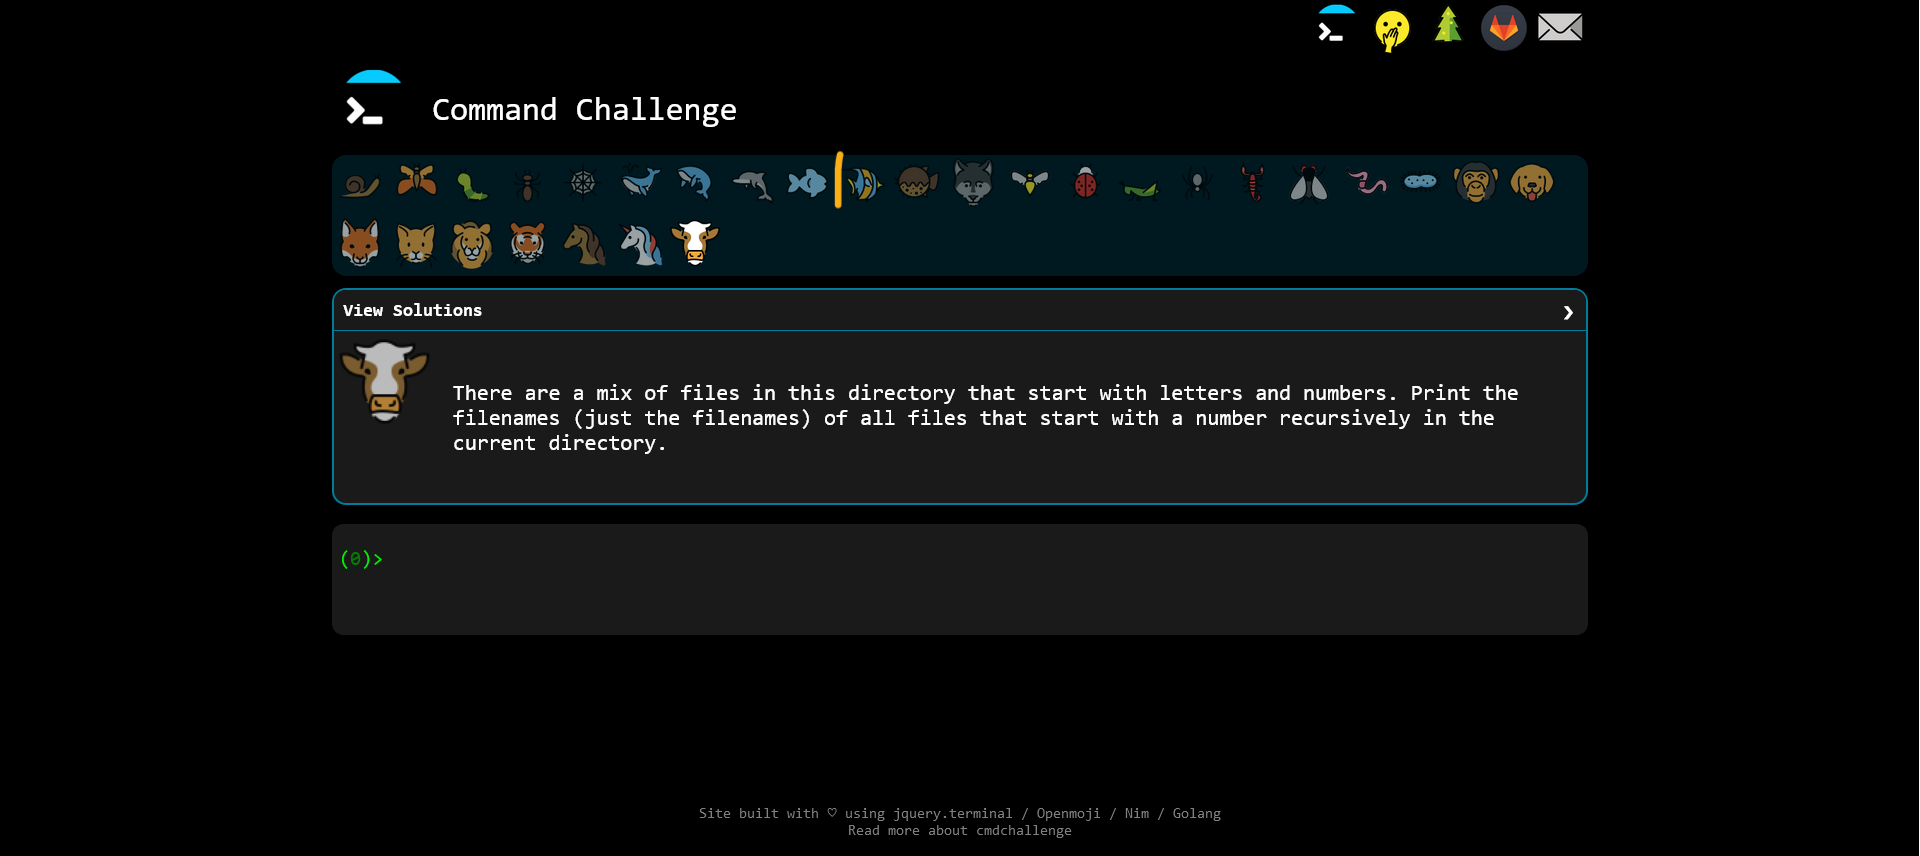 Command Challenge
View Solutions
There are a mix of files in this directory that start with letters and numbers. Print the
filenames (just the filenames) of all files that start with a number recursively in the
current directory.
(0)>
Site built with ♡ using jquery.terminal / Openmoji / Nim / Golang
Read more about cmdchallenge